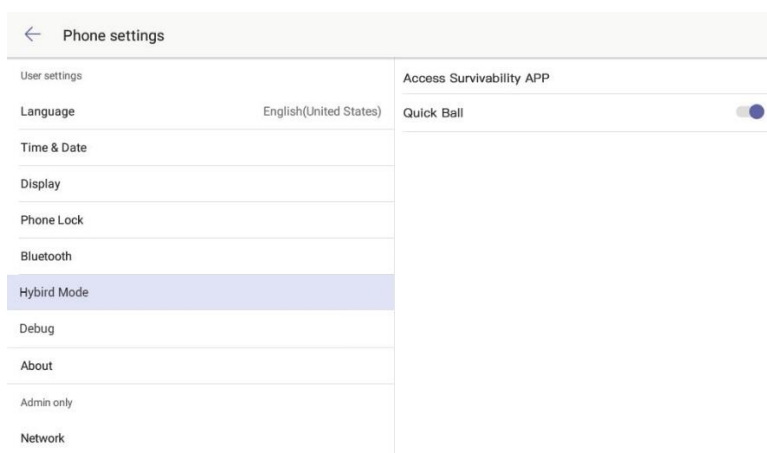 Phone settings
User settings
Language English(United States)
Time & Date
Display
Phone Lock
Bluetooth
Hybird Mode
Debug
About
Admin only
Network
Access Survivability APP
Quick Ball